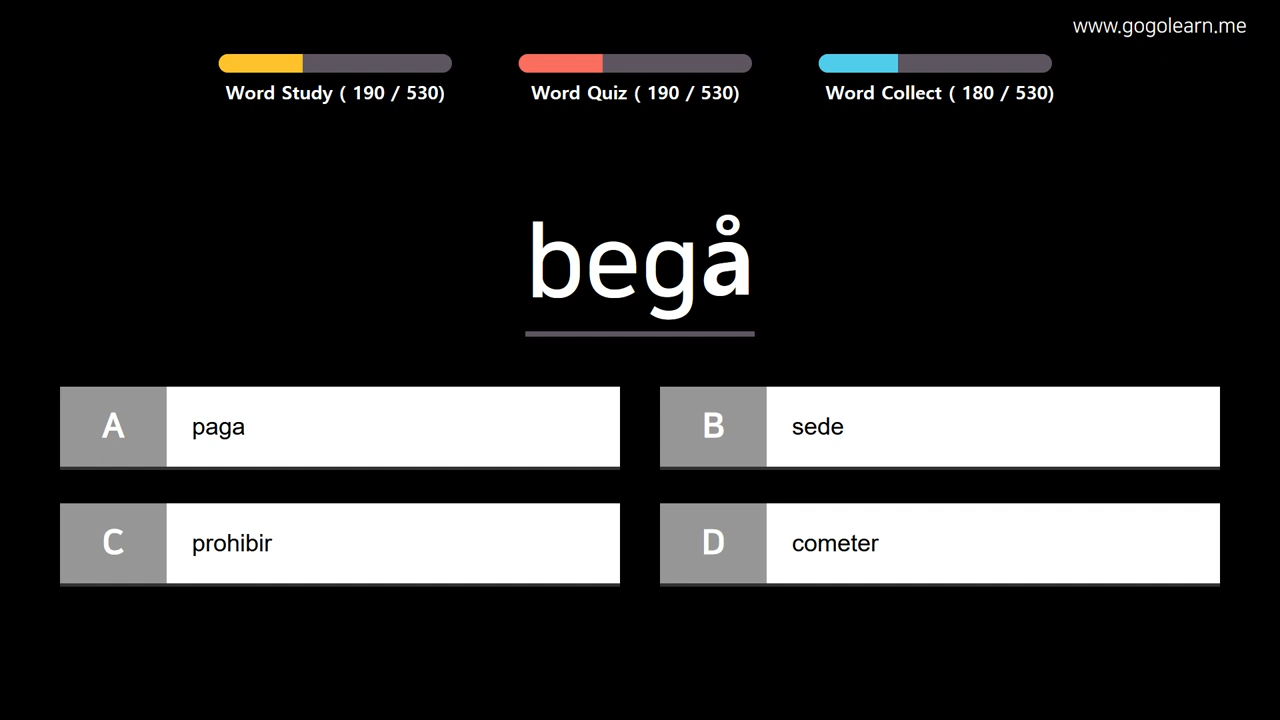 www.gogolearn.me
Word Study ( 190 / 530)
Word Quiz ( 190 / 530)
Word Collect ( 180 / 530)
begå
A
paga
B
sede
C
prohibir
D
cometer